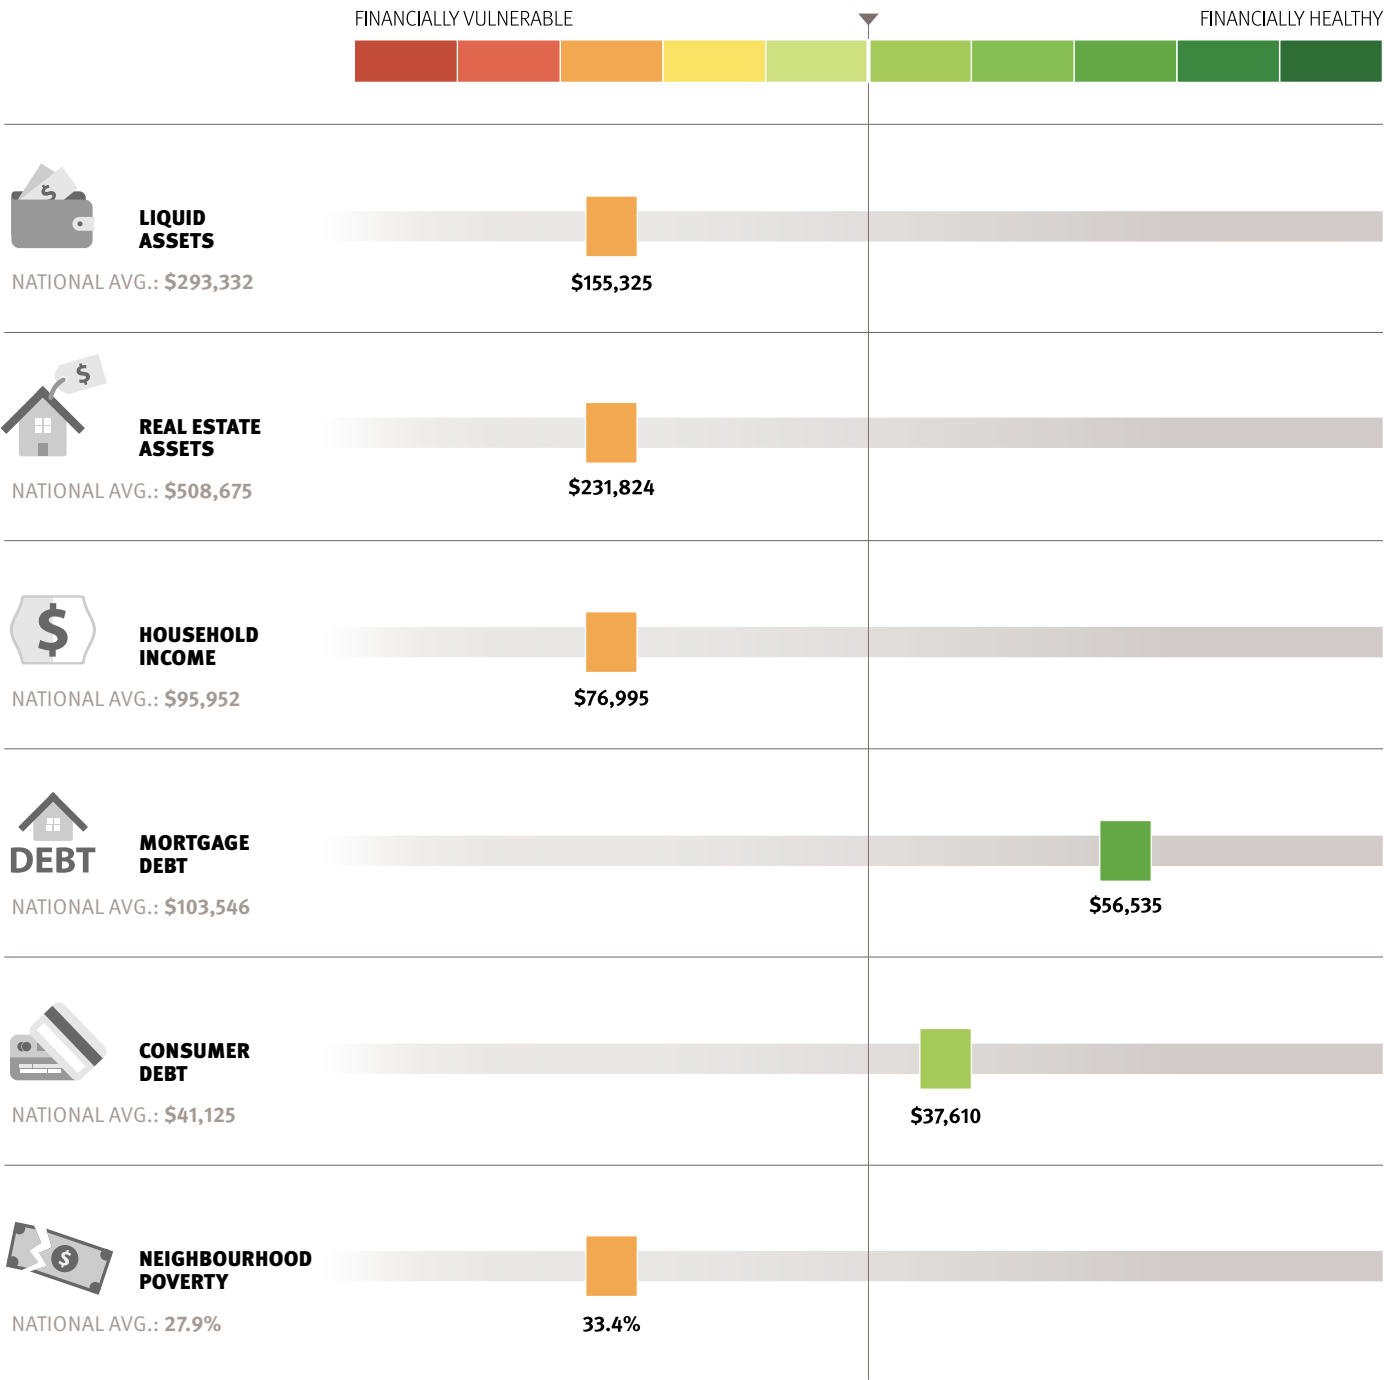 FINANCIALLY VULNERABLE
FINANCIALLY HEALTHY
$
LIQUID
ASSETS
NATIONAL AVG.: $293,332
$155,325
$
REAL ESTATE
ASSETS
NATIONAL AVG.: $508,675
$231,824
$
HOUSEHOLD
INCOME
NATIONAL AVG.: $95,952
$76,995
DEBT
MORTGAGE
DEBT
NATIONAL AVG.: $103,546
$56,535
CONSUMER
DEBT
NATIONAL AVG.: $41,125
$37,610
$
NEIGHBOURHOOD
POVERTY
NATIONAL AVG.: 27.9%
33.4%